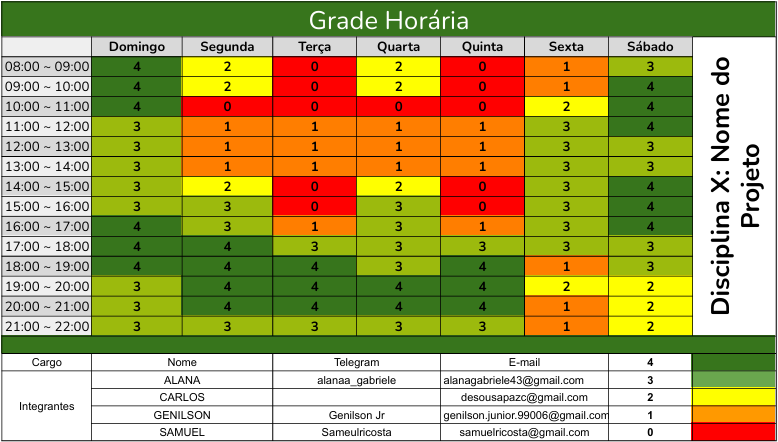 Grade Horária
Domingo Segunda Terça Quarta Quinta Sexta Sábado
08:00 ~ 09:00 4 2 0 2 0 1 3
09:00 ~ 10:00 4 2 0 2 0 1 4
10:00 ~ 11:00 4 0 0 0 0 2 4
11:00 ~ 12:00 3 1 1 1 1 3 4
12:00 ~ 13:00 3 1 1 1 1 3 3
13:00 ~ 14:00 3 1 1 1 1 3 3
14:00 ~ 15:00 3 2 0 2 0 3 4
15:00 ~ 16:00 3 3 0 3 0 3 4
16:00 ~ 17:00 4 3 1 3 1 3 4
17:00 ~ 18:00 4 4 3 3 3 3 3
18:00 ~ 19:00 4 4 4 3 4 1 3
19:00 ~ 20:00 3 4 4 4 4 2 2
20:00 ~ 21:00 3 4 4 4 4 1 2
21:00 ~ 22:00 3 3 3 3 3 1 2
Disciplina X: Nome do
Projeto
Cargo Nome Telegram E-mail 4
Integrantes
ALANA alanaa_gabriele alanagabriele43@gmail.com 3
CARLOS desousapazc@gmail.com 2
GENILSON Genilson Jr genilson.junior.99006@gmail.com 1
SAMUEL Sameulricosta samuelricosta@gmail.com 0